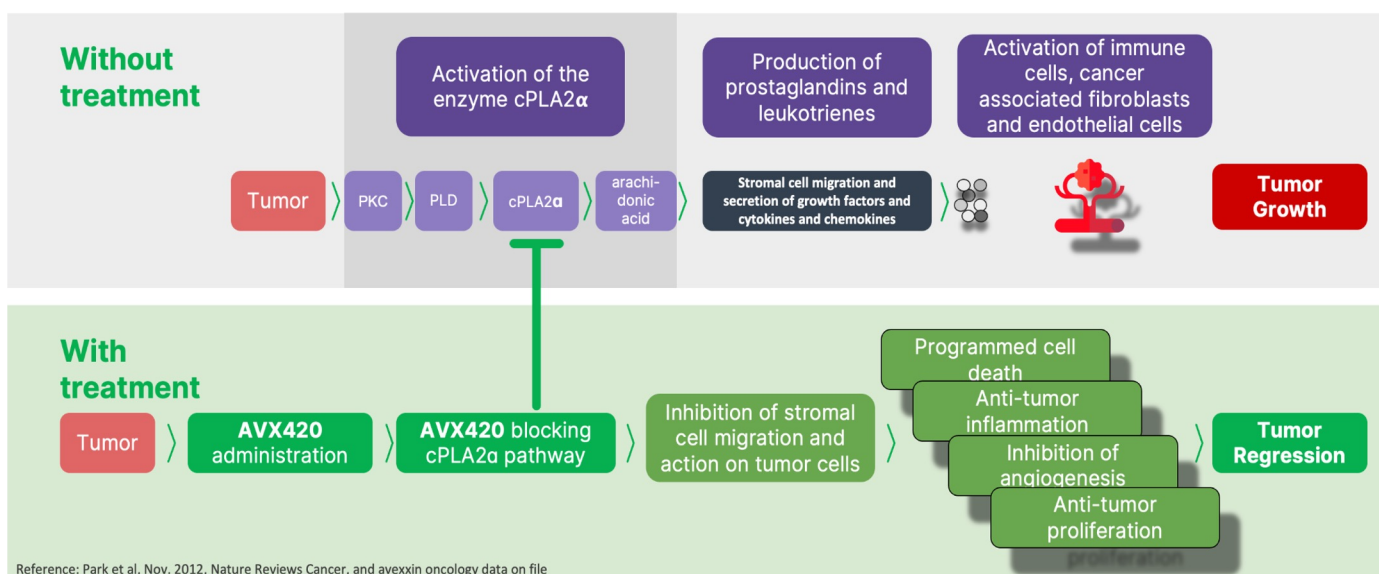 Without
treatment
Activation of the
enzyme cPLA2α
Production of
prostaglandins and
leukotrienes
Activation of immune
cells, cancer
associated fibroblasts
and endothelial cells
Tumor
PKC
PLD
cPLA2α
arachi-
donic
acid
Stromal cell migration and
secretion of growth factors and
cytokines and chemokines
Tumor
Growth
With
treatment
Tumor
AVX420
administration
AVX420 blocking
cPLA2α pathway
Inhibition of stromal
cell migration and
action on tumor cells
Programmed cell
death
Anti-tumor
inflammation
Inhibition of
angiogenesis
Anti-tumor
proliferation
proliferation
Tumor
Regression
Reference: Park et al, Nov, 2012, Nature Reviews Cancer, and avexxin oncology data on file